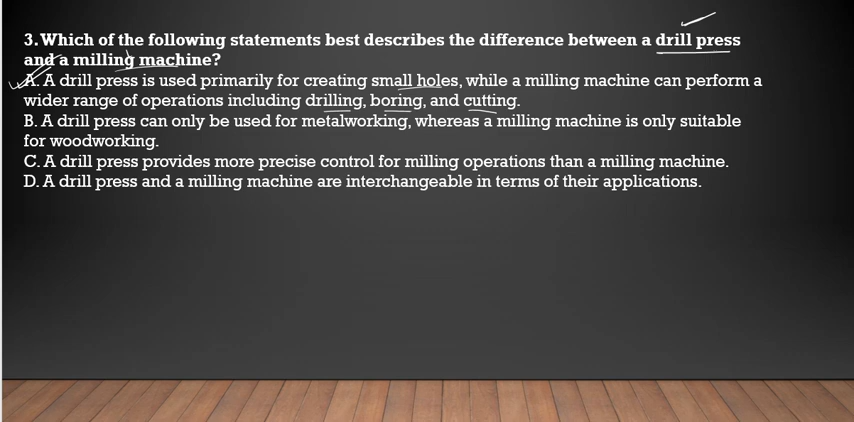 3. Which of the following statements best describes the difference between a drill press
and a milling machine?
A. A drill press is used primarily for creating small holes, while a milling machine can perform a
wider range of operations including drilling, boring, and cutting.
B. A drill press can only be used for metalworking, whereas a milling machine is only suitable
for woodworking.
C. A drill press provides more precise control for milling operations than a milling machine.
D. A drill press and a milling machine are interchangeable in terms of their applications.